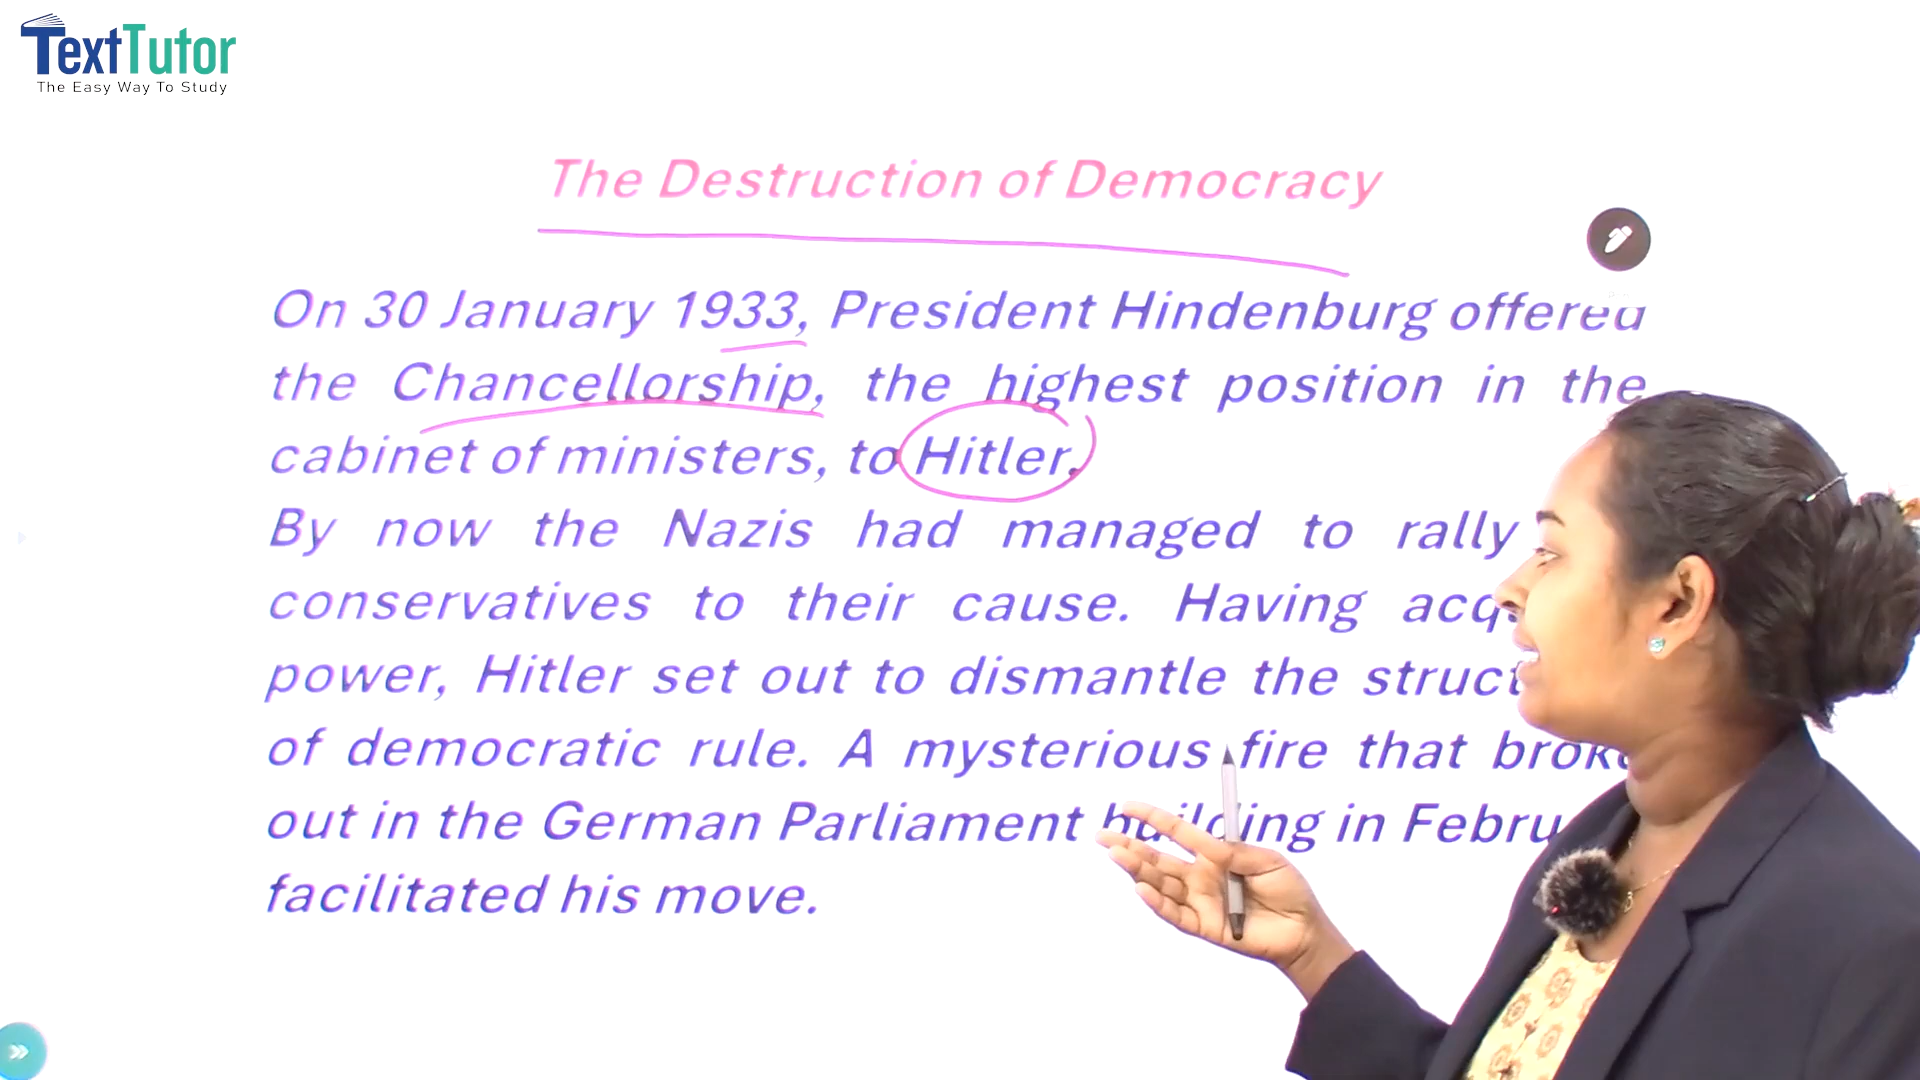 TextTutor
The Easy Way To Study
The Destruction of Democracy
On 30 January 1933, President Hindenburg offered
the Chancellorship, the highest position in the
cabinet of ministers, to Hitler.
By now the Nazis had managed to rally
conservatives to their cause. Having
power, Hitler set out to dismantle the
of democratic rule. A mysterious fire that broke
out in the German Parliament building in
facilitated his move.